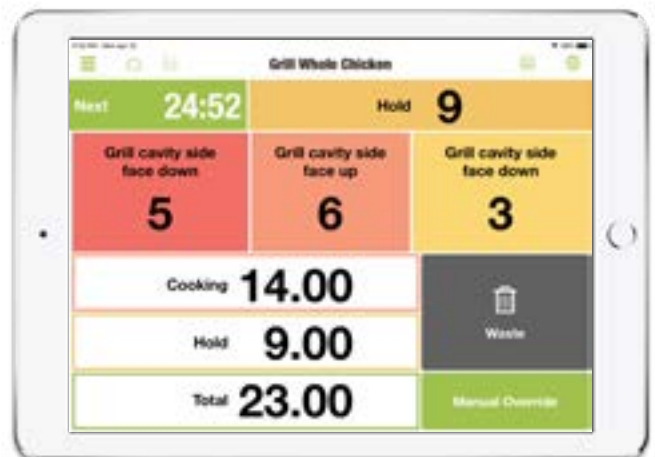 Grill Whole Chicken
Next 24:52
Hold 9
Grill cavity side
face down
5
Grill cavity side
face up
6
Grill cavity side
face down
3
Cooking 14.00
Hold 9.00
Total 23.00
Waste
Manual Override